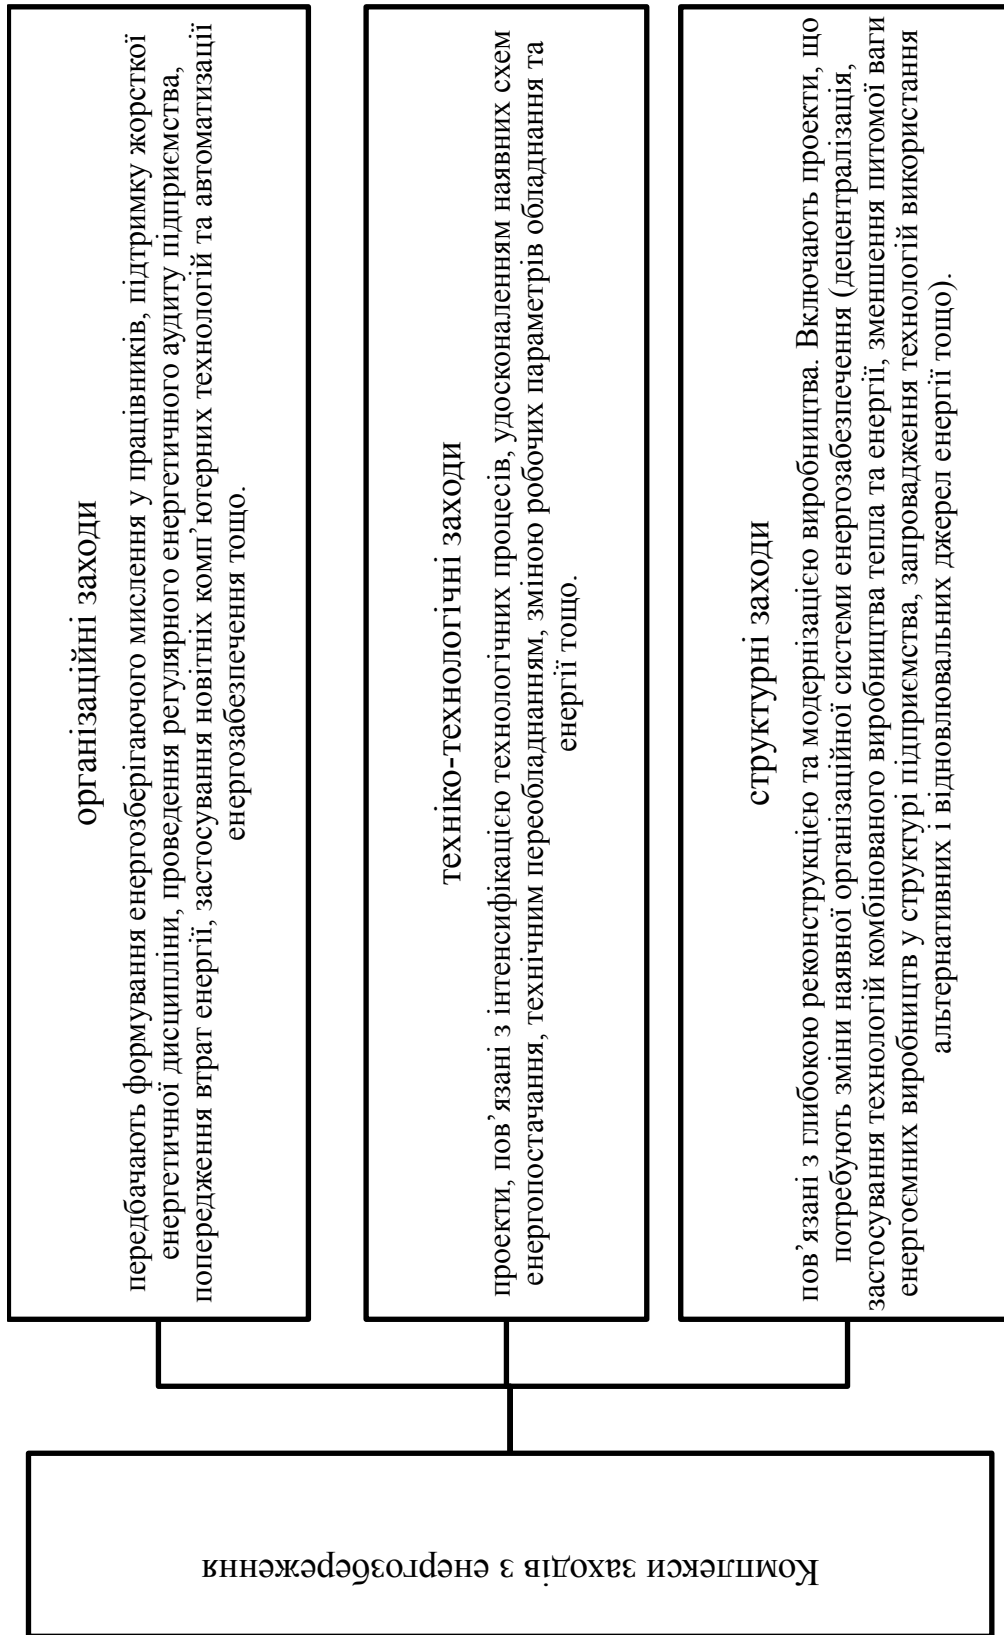 Комплекси заходів з енергозбереження
організаційні заходи
передбачають формування енергозберігаючого мислення у працівників, підтримку жорсткої
енергетичної дисципліни, проведення регулярного енергетичного аудиту підприємства,
попередження втрат енергії, застосування новітніх комп’ютерних технологій та автоматизації
енергозабезпечення тощо.
техніко-технологічні заходи
проекти, пов’язані з інтенсифікацією технологічних процесів, удосконаленням наявних схем
енергопостачання, технічним переобладнанням, зміною робочих параметрів обладнання та
енергії тощо.
структурні заходи
пов’язані з глибокою реконструкцією та модернізацією виробництва. Включають проекти, що
потребують зміни наявної організаційної системи енергозабезпечення (децентралізація,
застосування технологій комбінованого виробництва тепла та енергії, зменшення питомої ваги
енергоємних виробництв у структурі підприємства, запровадження технологій використання
альтернативних і відновлювальних джерел енергії тощо).